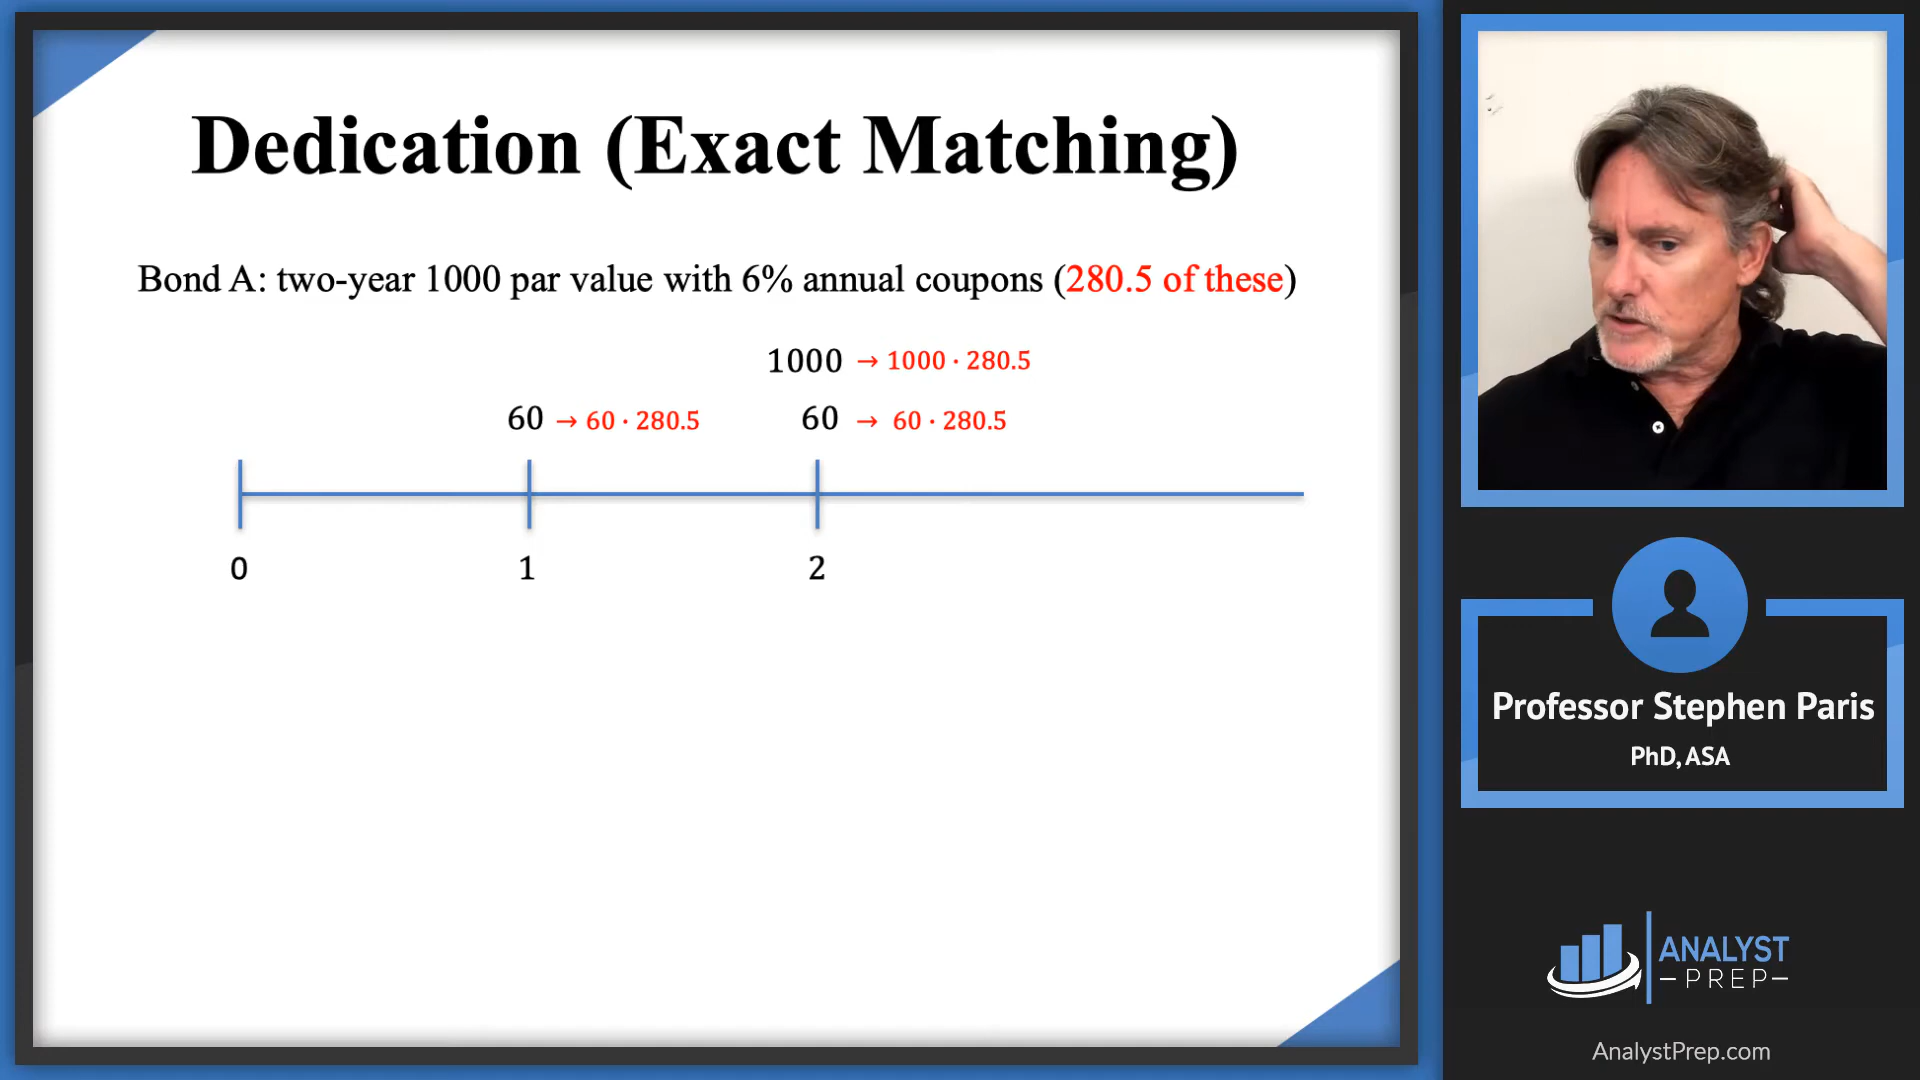 Dedication (Exact Matching)
Bond A: two-year 1000 par value with 6% annual coupons (280.5 of these)
1000 → 1000 · 280.5
60 → 60 · 280.5 60 → 60 · 280.5
0 1 2
Professor Stephen Paris
PhD, ASA
ANALYST
PREP
AnalystPrep.com